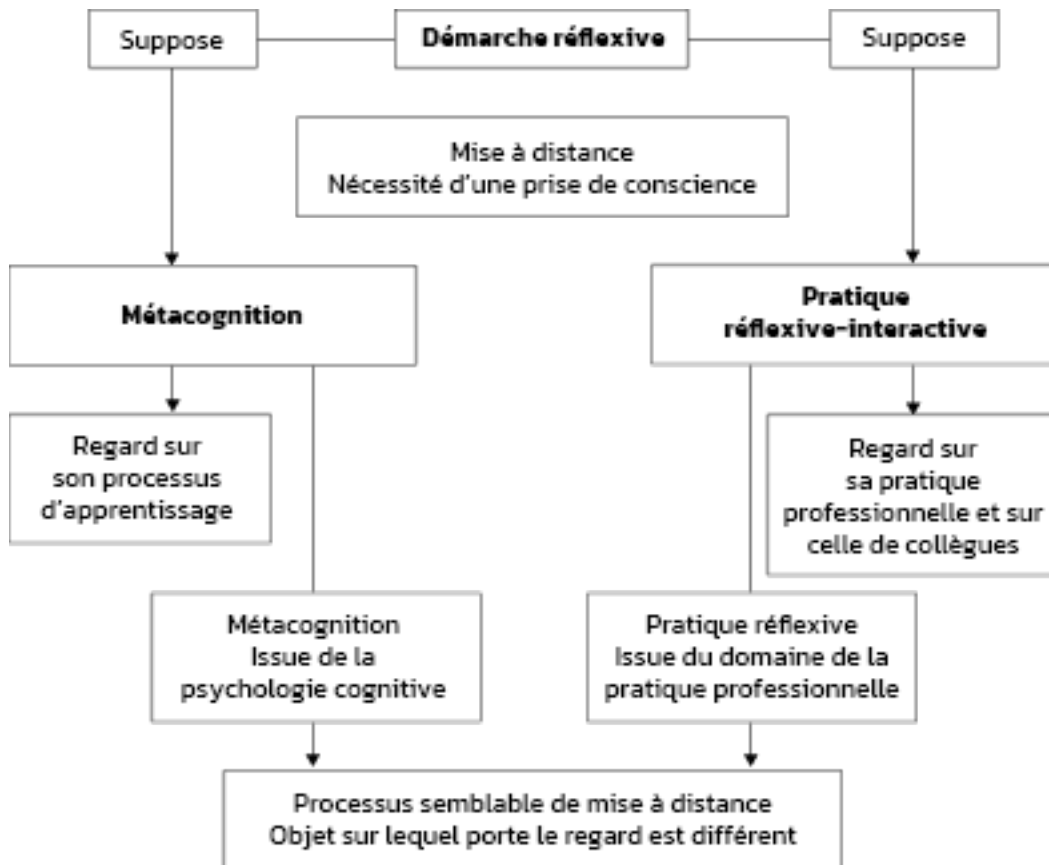 Suppose
Démarche réflexive
Suppose
Mise à distance
Nécessité d'une prise de conscience
Métacognition
Pratique
réflexive-interactive
Regard sur
son processus
d'apprentissage
Regard sur
sa pratique
professionnelle et sur
celle de collègues
Métacognition
Issue de la
psychologie cognitive
Pratique réflexive
Issue du domaine de la
pratique professionnelle
Processus semblable de mise à distance
Objet sur lequel porte le regard est différent